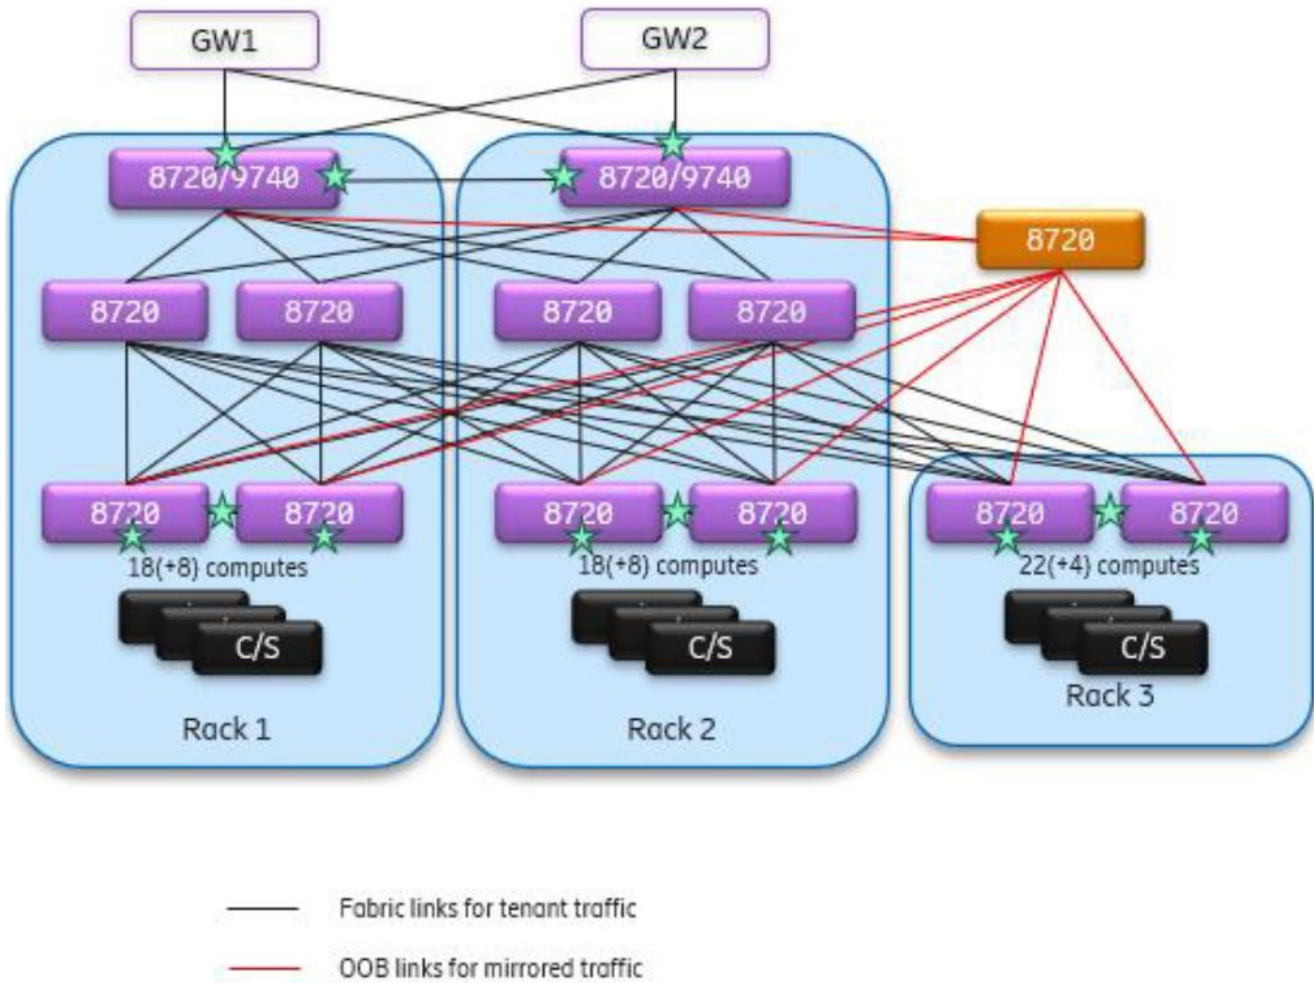 GW1
GW2
8720/9740
8720/9740
8720
8720
8720
8720
8720
8720
8720
8720
8720
8720
8720
18(+8) computes
18(+8) computes
22(+4) computes
C/S
C/S
C/S
Rack 1
Rack 2
Rack 3
Fabric links for tenant traffic
OOB links for mirrored traffic